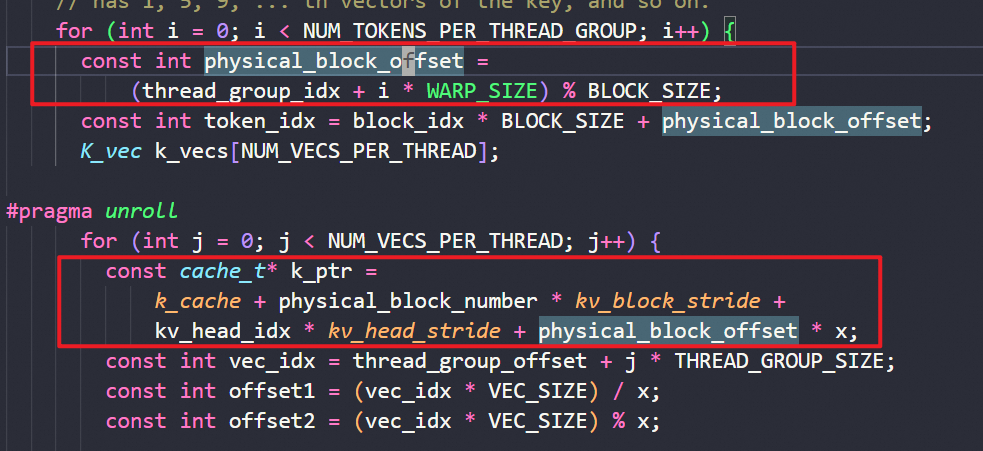 // has 1, 5, 9, ... th vectors of the key, and so on.
for (int i = 0; i < NUM_TOKENS_PER_THREAD_GROUP; i++) {
const int physical_block_offset =
(thread_group_idx + i * WARP_SIZE) % BLOCK_SIZE;
const int token_idx = block_idx * BLOCK_SIZE + physical_block_offset;
K_vec k_vecs[NUM_VECS_PER_THREAD];
#pragma unroll
for (int j = 0; j < NUM_VECS_PER_THREAD; j++) {
const cache_t* k_ptr =
k_cache + physical_block_number * kv_block_stride +
kv_head_idx * kv_head_stride + physical_block_offset * x;
const int vec_idx = thread_group_offset + j * THREAD_GROUP_SIZE;
const int offset1 = (vec_idx * VEC_SIZE) / x;
const int offset2 = (vec_idx * VEC_SIZE) % x;